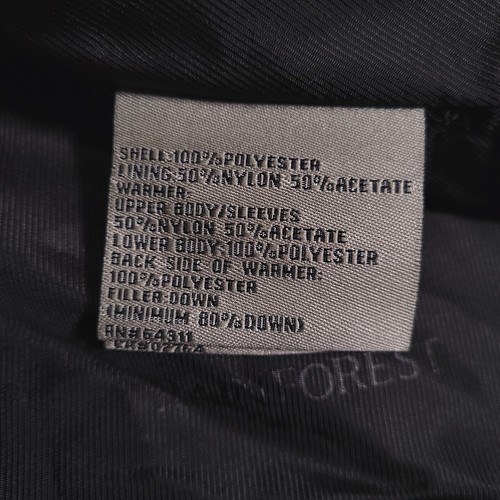 SHELL:100%POLYESTER
LINING:50%NYLON 50%ACETATE
WARMER:
UPPER BODY/SLEEVES
50%NYLON 50%ACETATE
LOWER BODY:100%POLYESTER
BACK SIDE OF WARMER:
100%POLYESTER
FILLER:DOWN
(MINIMUM 80%DOWN)
RN#64911